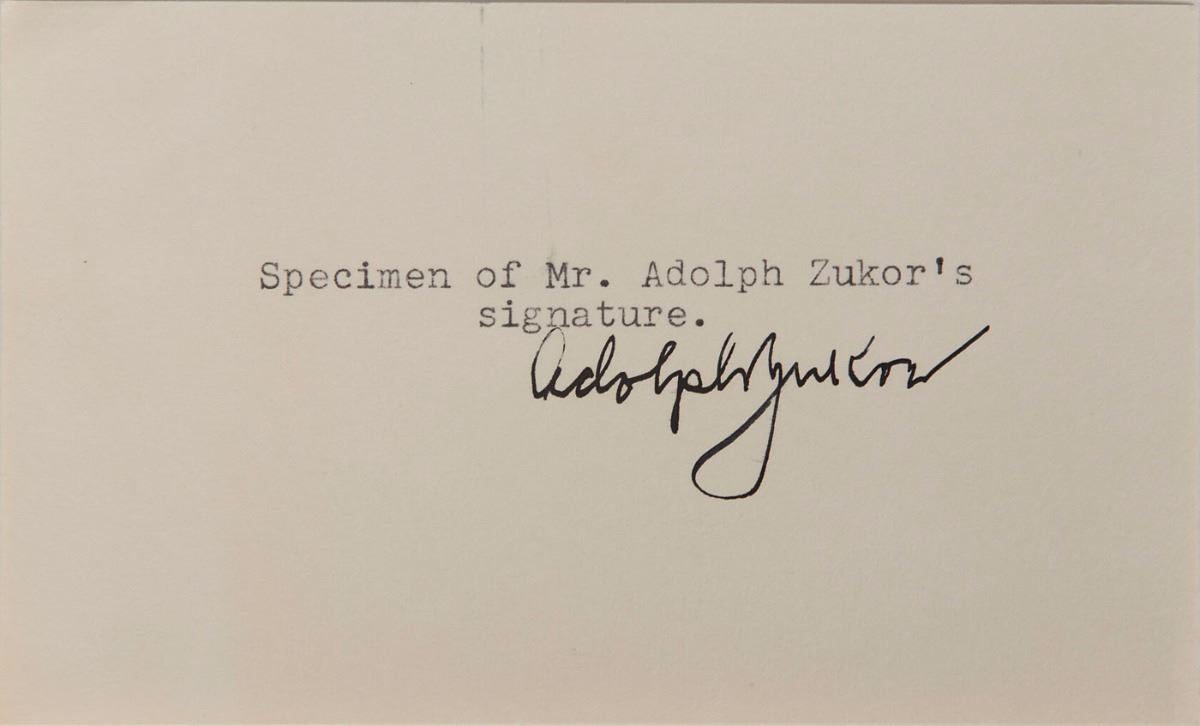 Specimen of Mr. Adolph Zukor's
signature.
Adolph Zukor